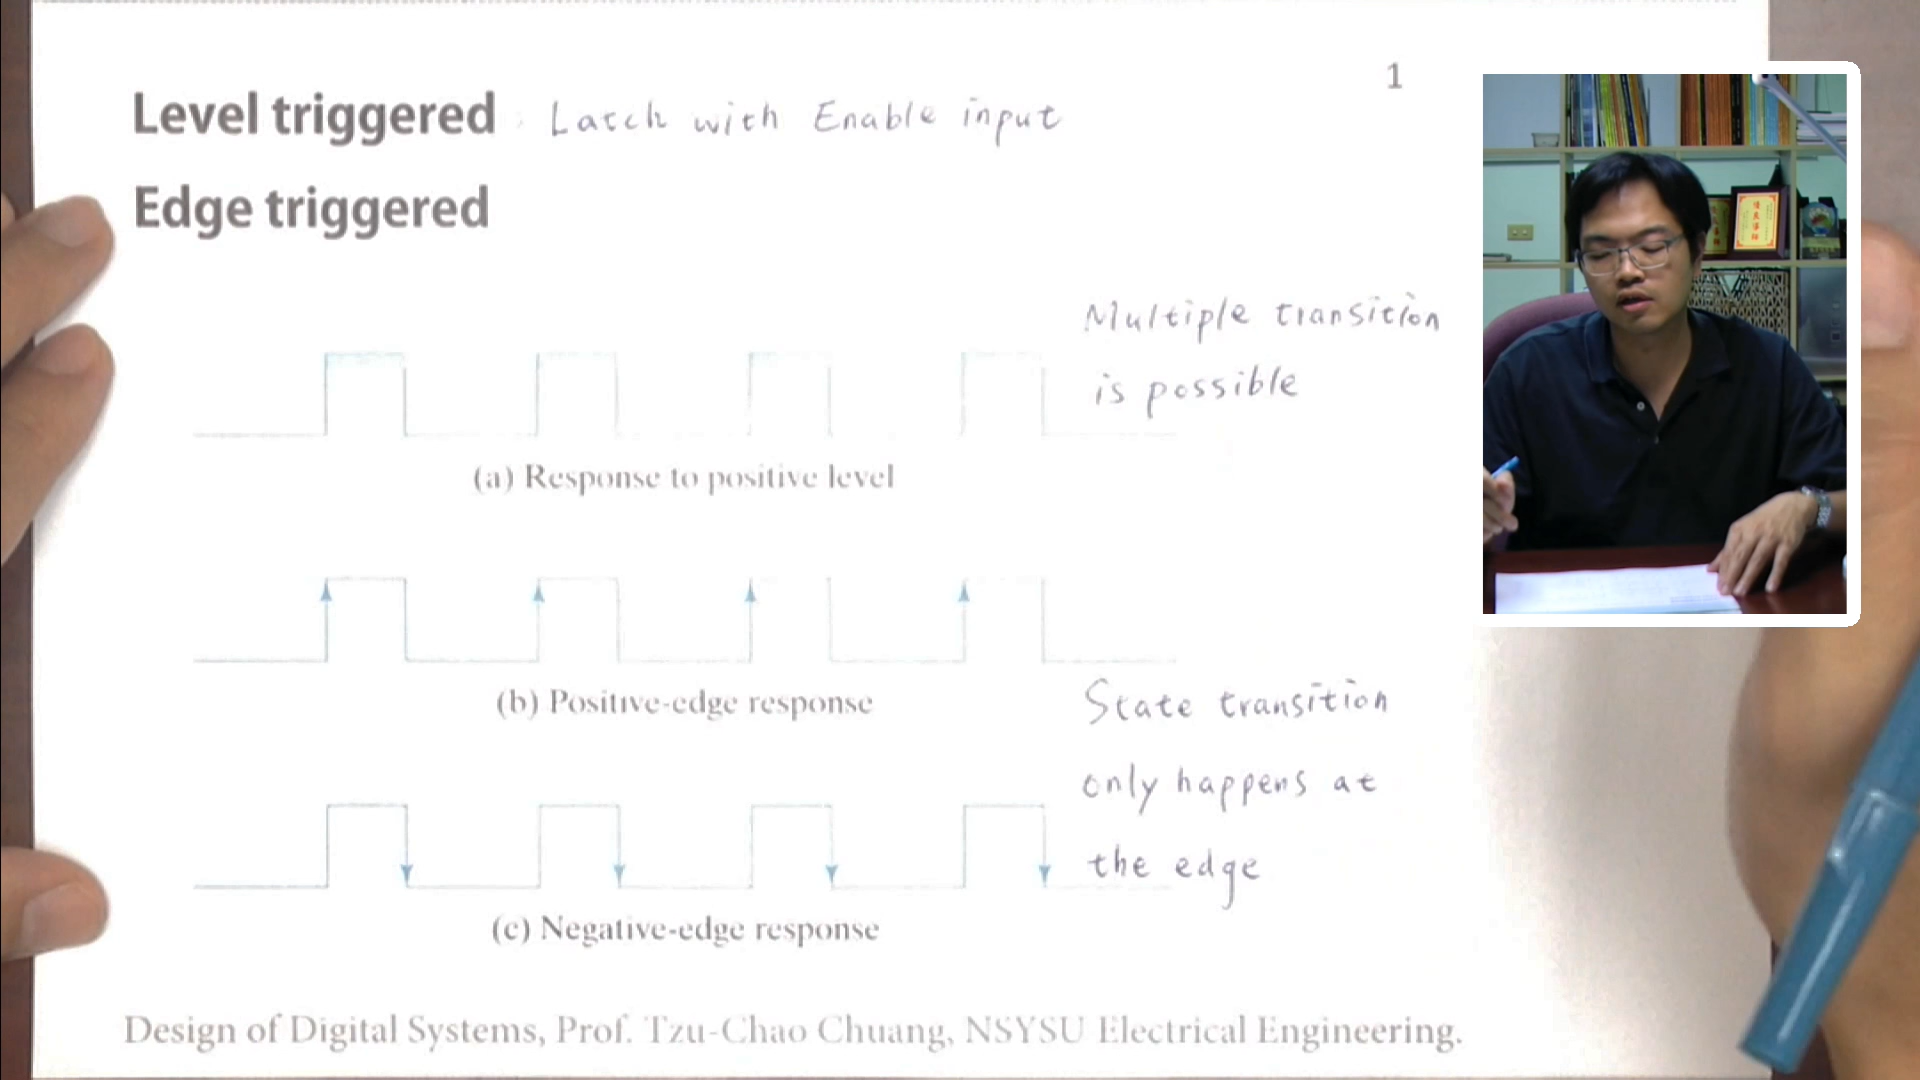 1
Level triggered : Latch with Enable input
Edge triggered
Multiple transition
is possible
(a) Response to positive level
(b) Positive-edge response
State transition
only happens at
the edge
(c) Negative-edge response
Design of Digital Systems, Prof. Tzu-Chao Chuang, NSYSU Electrical Engineering.